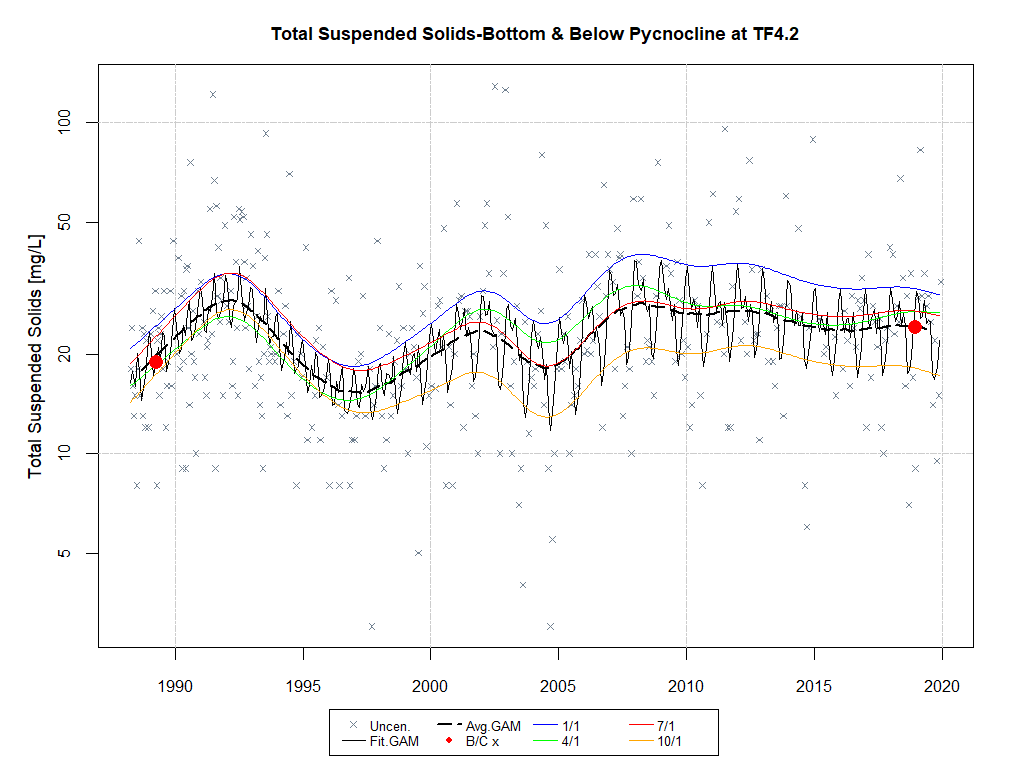 Total Suspended Solids-Bottom & Below Pycnocline at TF4.2
Total Suspended Solids [mg/L]
100
50
20
10
5
1990 1995 2000 2005 2010 2015 2020
Uncen. Avg.GAM 1/1 7/1
Fit.GAM B/C x 4/1 10/1